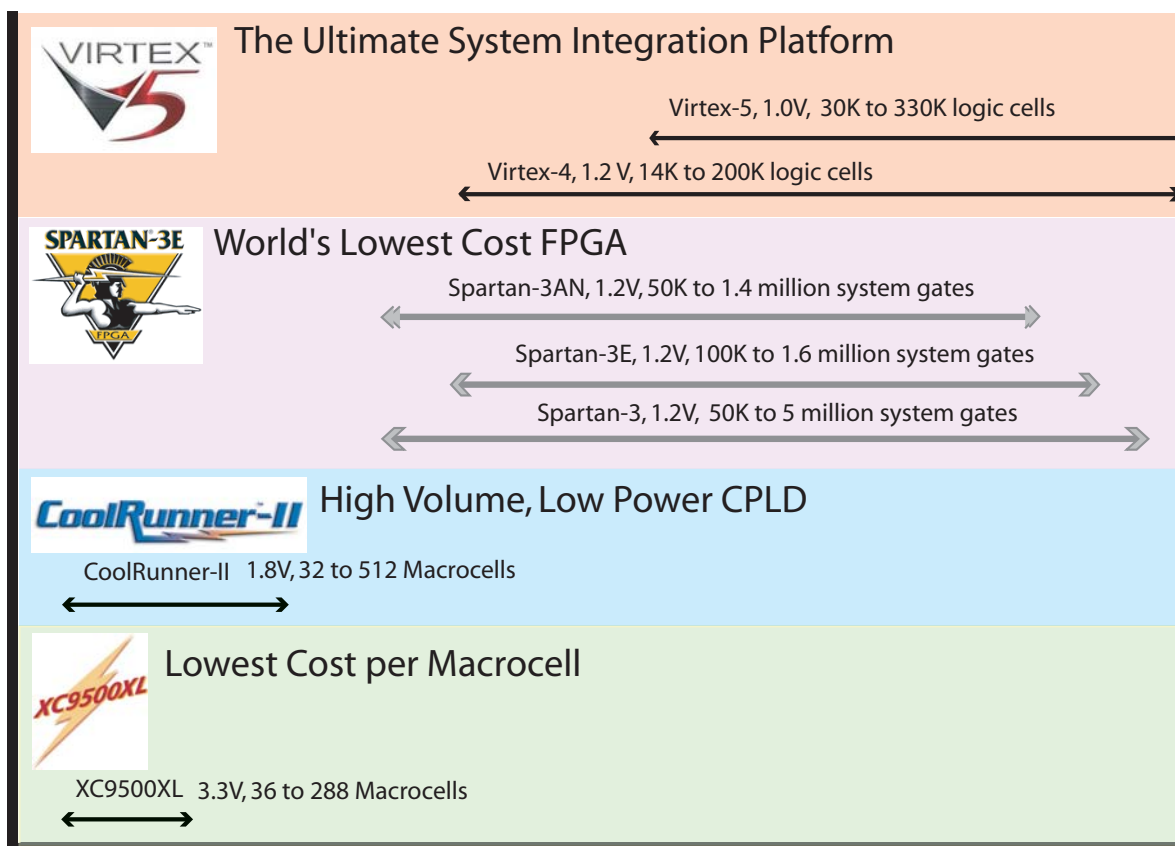 VIRTEX™
5
The Ultimate System Integration Platform
Virtex-5, 1.0V, 30K to 330K logic cells
Virtex-4, 1.2 V, 14K to 200K logic cells
SPARTAN-3E
FPGA
World's Lowest Cost FPGA
Spartan-3AN, 1.2V, 50K to 1.4 million system gates
Spartan-3E, 1.2V, 100K to 1.6 million system gates
Spartan-3, 1.2V, 50K to 5 million system gates
CoolRunner-II
High Volume, Low Power CPLD
CoolRunner-II 1.8V, 32 to 512 Macrocells
XC9500XL
Lowest Cost per Macrocell
XC9500XL 3.3V, 36 to 288 Macrocells